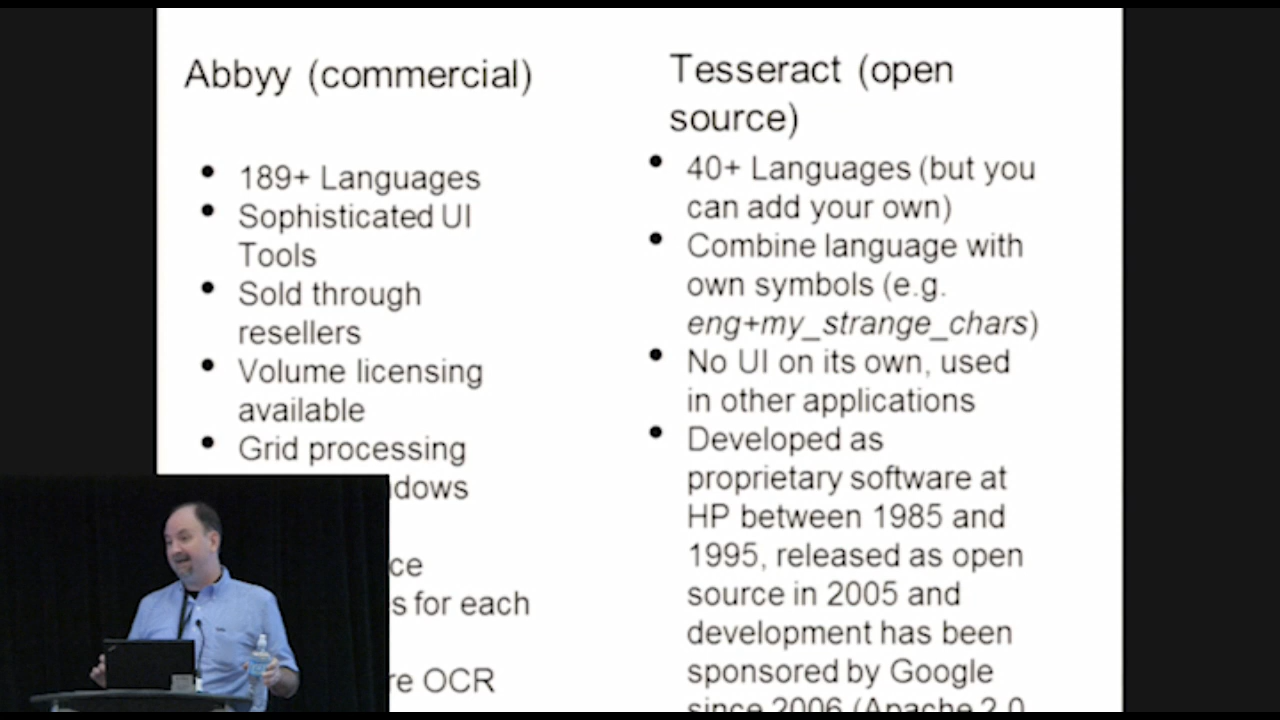 Abbyy (commercial)
• 189+ Languages
• Sophisticated UI
Tools
• Sold through
resellers
• Volume licensing
available
• Grid processing
re OCR
Tesseract (open
source)
• 40+ Languages (but you
can add your own)
• Combine language with
own symbols (e.g.
eng+my_strange_chars)
• No UI on its own, used
in other applications
• Developed as
proprietary software at
HP between 1985 and
1995, released as open
source in 2005 and
development has been
sponsored by Google
since 2006 (Apache 2.0